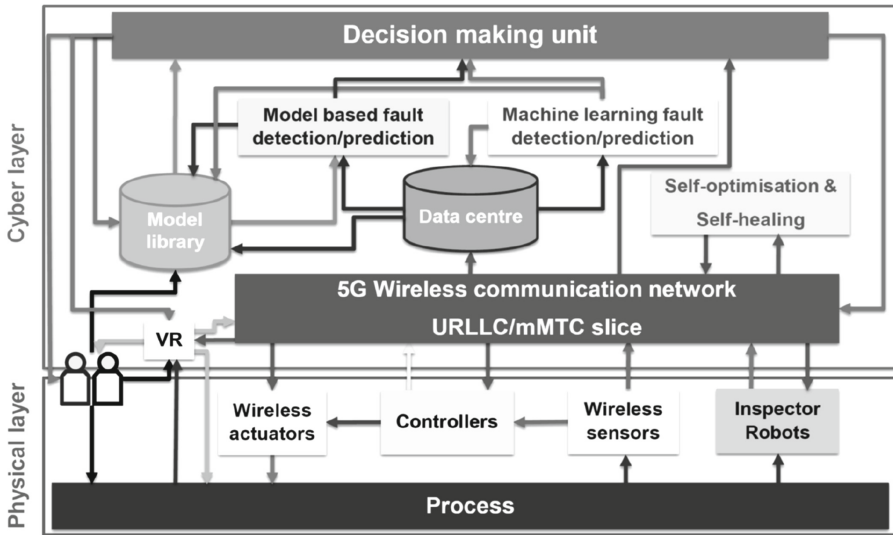 Decision making unit
Model based fault
detection/prediction
Machine learning fault
detection/prediction
Cyber layer
Model
library
Data centre
Self-optimisation &
Self-healing
5G Wireless communication network
URLLC/mMTC slice
VR
Physical layer
Wireless
actuators
Controllers
Wireless
sensors
Inspector
Robots
Process